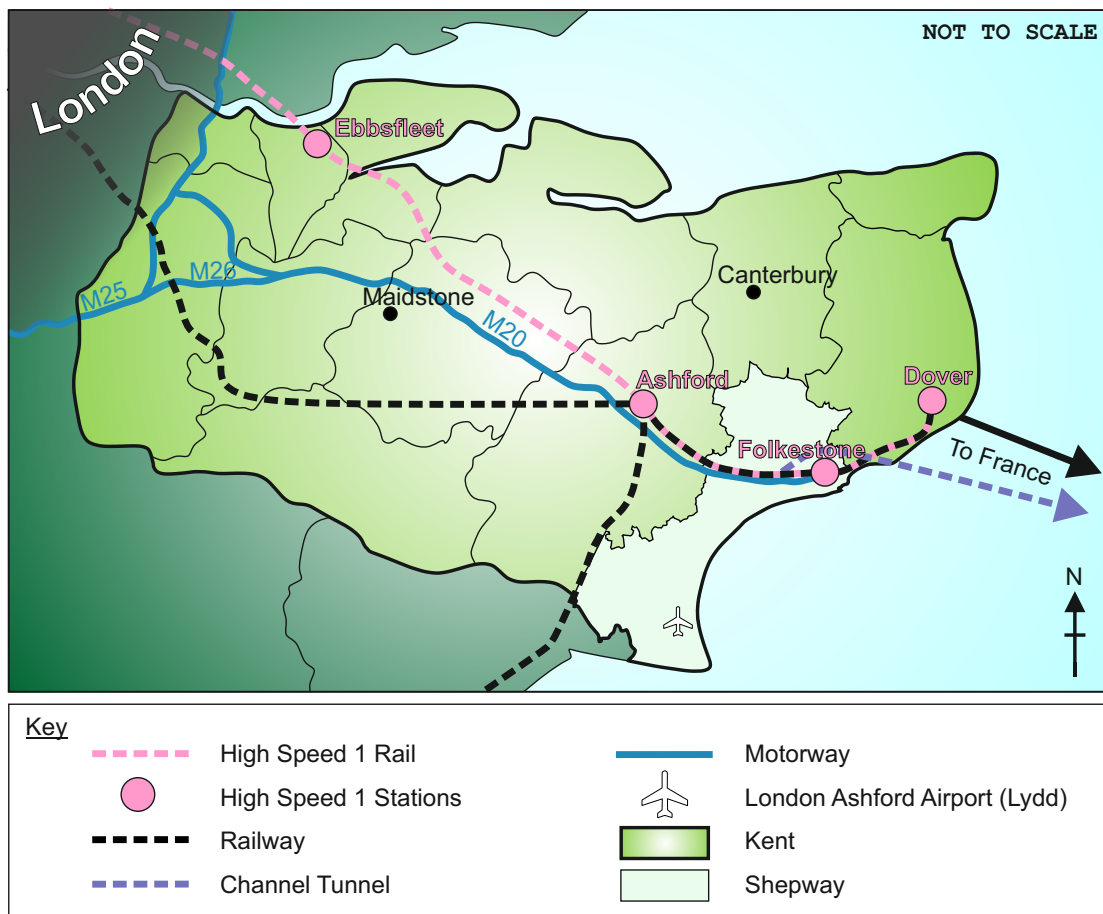 NOT TO SCALE
London
Ebbsfleet
M25
M26
Maidstone
M20
Canterbury
Ashford
Dover
Folkestone
To France
N
Key
High Speed 1 Rail
High Speed 1 Stations
Railway
Channel Tunnel
Motorway
London Ashford Airport (Lydd)
Kent
Shepway